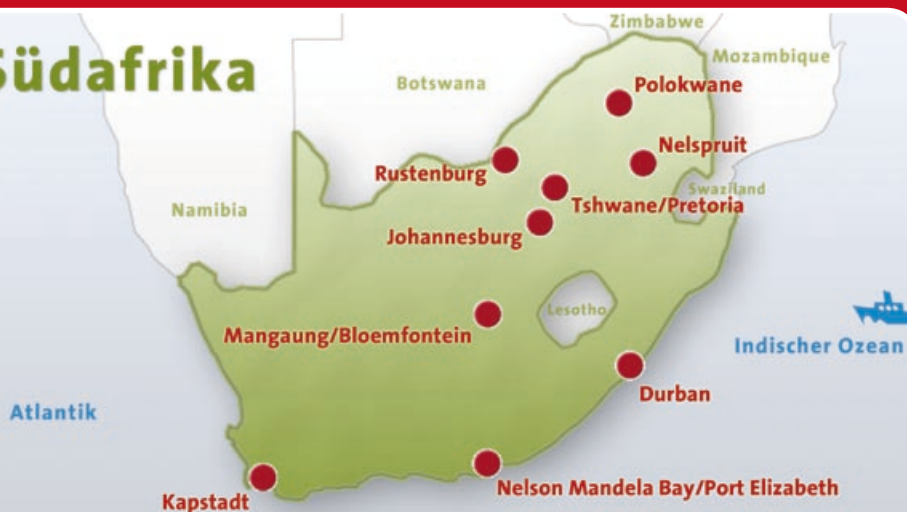 Zimbabwe
Südafrika
Mozambique
Botswana
Polokwane
Nelspruit
Rustenburg
Swaziland
Tshwane/Pretoria
Namibia
Johannesburg
Lesotho
Mangaung/Bloemfontein
Indischer Ozean
Durban
Atlantik
Nelson Mandela Bay/Port Elizabeth
Kapstadt